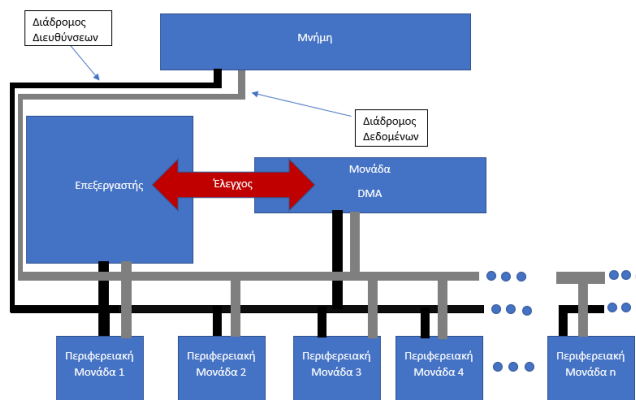 Διάδρομος
Διευθύνσεων
Μνήμη
Διάδρομος
Δεδομένων
Επεξεργαστής
Έλεγχος
Μονάδα
DMA
Περιφερειακή
Μονάδα 1
Περιφερειακή
Μονάδα 2
Περιφερειακή
Μονάδα 3
Περιφερειακή
Μονάδα 4
Περιφερειακή
Μονάδα n